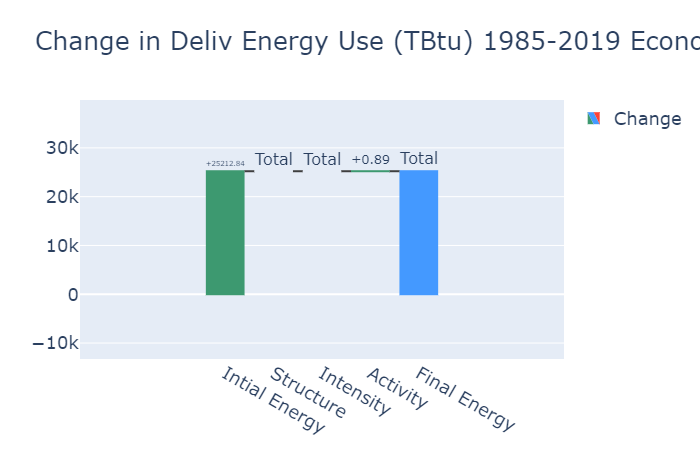 Change in Deliv Energy Use (TBtu) 1985-2019 Econo
Change
30k
20k
10k
0
−10k
+25212.84
Total
Total
+0.89
Total
Intial Energy
Structure
Intensity
Activity
Final Energy